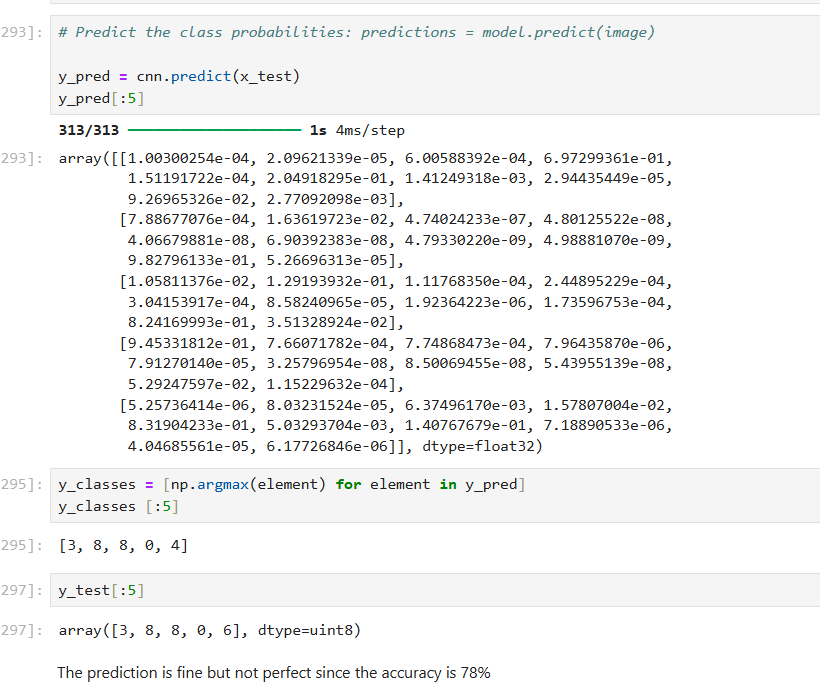 293]:
# Predict the class probabilities: predictions = model.predict(image)
y_pred = cnn.predict(x_test)
y_pred[:5]
313/313 ━━━━━━━━━━━━━━━━━━━━ 1s 4ms/step
293]:
array([[1.00300254e-04, 2.09621339e-05, 6.00588392e-04, 6.97299361e-01,
1.51191722e-04, 2.04918295e-01, 1.41249318e-03, 2.94435449e-05,
9.26965326e-02, 2.77092098e-03],
[7.88677076e-04, 1.63619723e-02, 4.74024233e-07, 4.80125522e-08,
4.06679881e-08, 6.90392383e-08, 4.79330220e-09, 4.98881070e-09,
9.82796133e-01, 5.26696313e-05],
[1.05811376e-02, 1.29193932e-01, 1.11768350e-04, 2.44895229e-04,
3.04153917e-04, 8.58240965e-05, 1.92364223e-06, 1.73596753e-04,
8.24169993e-01, 3.51328924e-02],
[9.45331812e-01, 7.66071782e-04, 7.74868473e-04, 7.96435870e-06,
7.91270140e-05, 3.25796954e-08, 8.50069455e-08, 5.43955139e-08,
5.29247597e-02, 1.15229632e-04],
[5.25736414e-06, 8.03231524e-05, 6.37496170e-03, 1.57807004e-02,
8.31904233e-01, 5.03293704e-03, 1.40767679e-01, 7.18890533e-06,
4.04685561e-05, 6.17726846e-06]], dtype=float32)
295]:
y_classes = [np.argmax(element) for element in y_pred]
y_classes [:5]
295]:
[3, 8, 8, 0, 4]
297]:
y_test[:5]
297]:
array([3, 8, 8, 0, 6], dtype=uint8)
The prediction is fine but not perfect since the accuracy is 78%